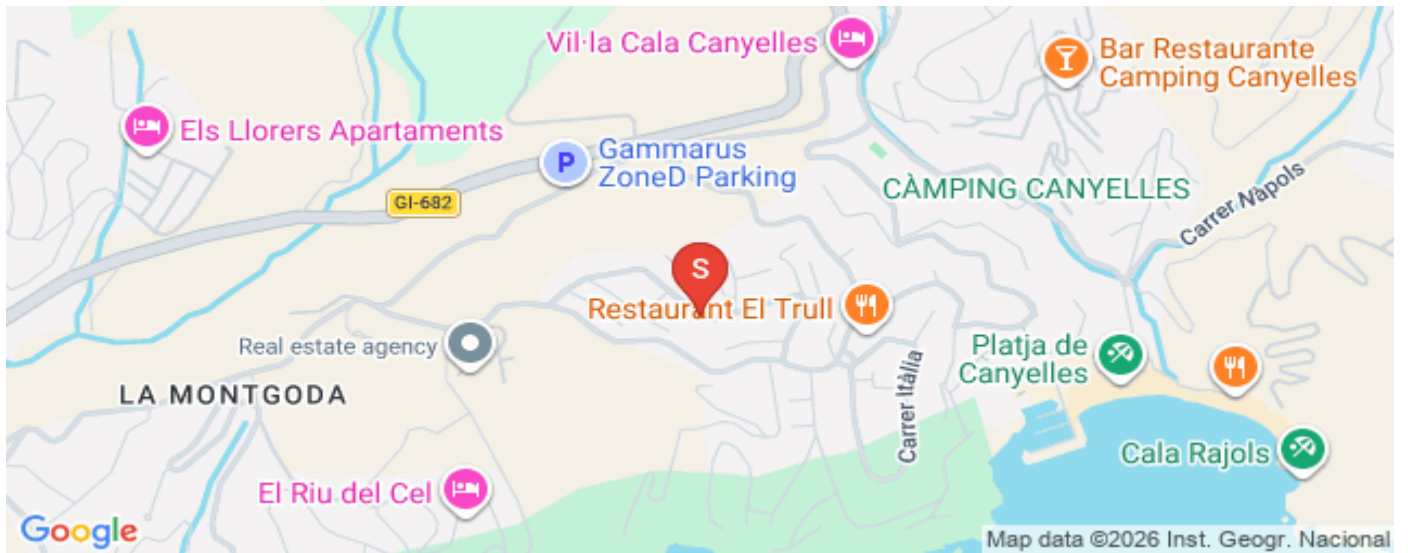 Vil·la Cala Canyelles
Bar Restaurante
Camping Canyelles
Els Llorers Apartaments
Gammarus
ZoneD Parking
P
CÀMPING CANYELLES
GI-682
Carrer Nàpols
S
Restaurant El Trull
Real estate agency
Platja de
Canyelles
Carrer Itàlia
LA MONTGODA
Cala Rajols
El Riu del Cel
Google
Map data ©2026 Inst. Geogr. Nacional